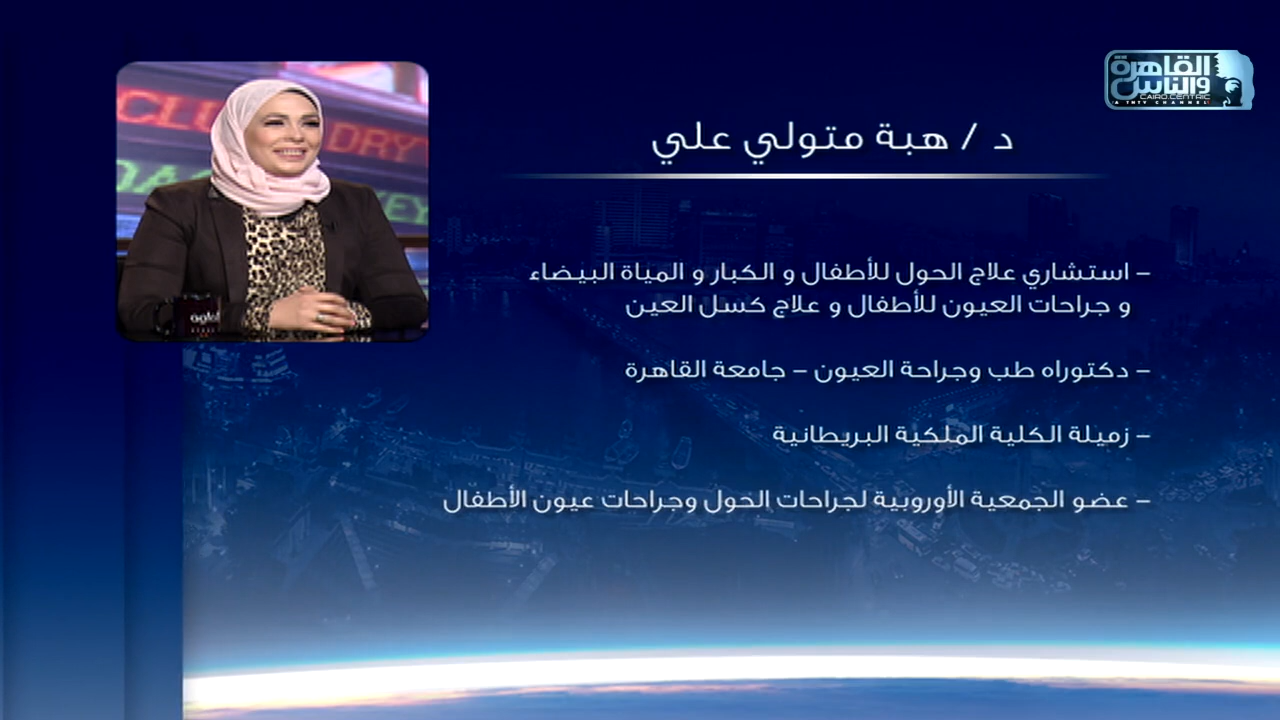 القاهرة
والناس
CAIRO.CENTRIC
A TNTV CHANNEL
د / هبة متولي علي
- استشاري علاج الحول للأطفال و الكبار و المياة البيضاء
و جراحات العيون للأطفال و علاج كسل العين
- دكتوراه طب وجراحة العيون - جامعة القاهرة
- زميلة الكلية الملكية البريطانية
- عضو الجمعية الأوروبية لجراحات الحول وجراحات عيون الأطفال